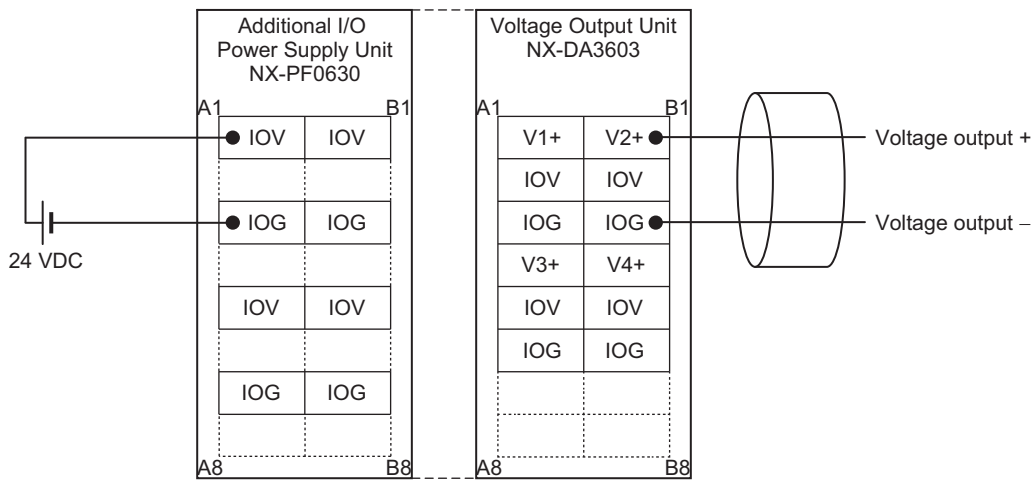 Additional I/O
Power Supply Unit
NX-PF0630
A1 B1
IOV IOV
IOG IOG
IOV IOV
IOG IOG
A8 B8
24 VDC
Voltage Output Unit
NX-DA3603
A1 B1
V1+ V2+
IOV IOV
IOG IOG
V3+ V4+
IOV IOV
IOG IOG
A8 B8
Voltage output +
Voltage output –